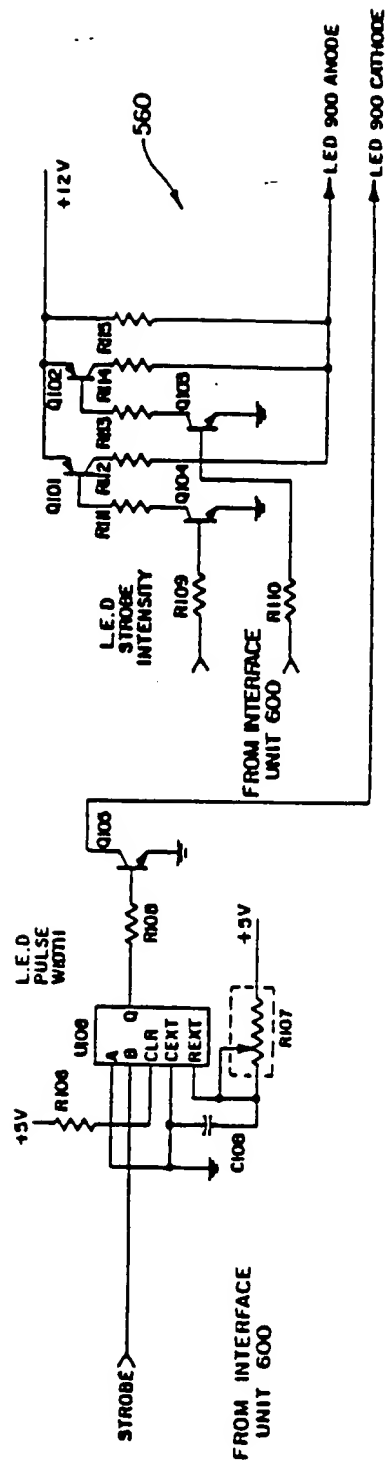 +5V
R106
L.E.D
PULSE
WIDTH
U106
A
B
CLR
CEXT
REXT
Q
R108
Q105
C108
R107
+5V
STROBE
FROM INTERFACE
UNIT 600
L.E.D
STROBE
INTENSITY
R109
R110
FROM INTERFACE
UNIT 600
Q101
Q102
R111
R112
R113
R114
R115
Q104
Q103
+12V
560
LED 900 ANODE
LED 900 CATHODE